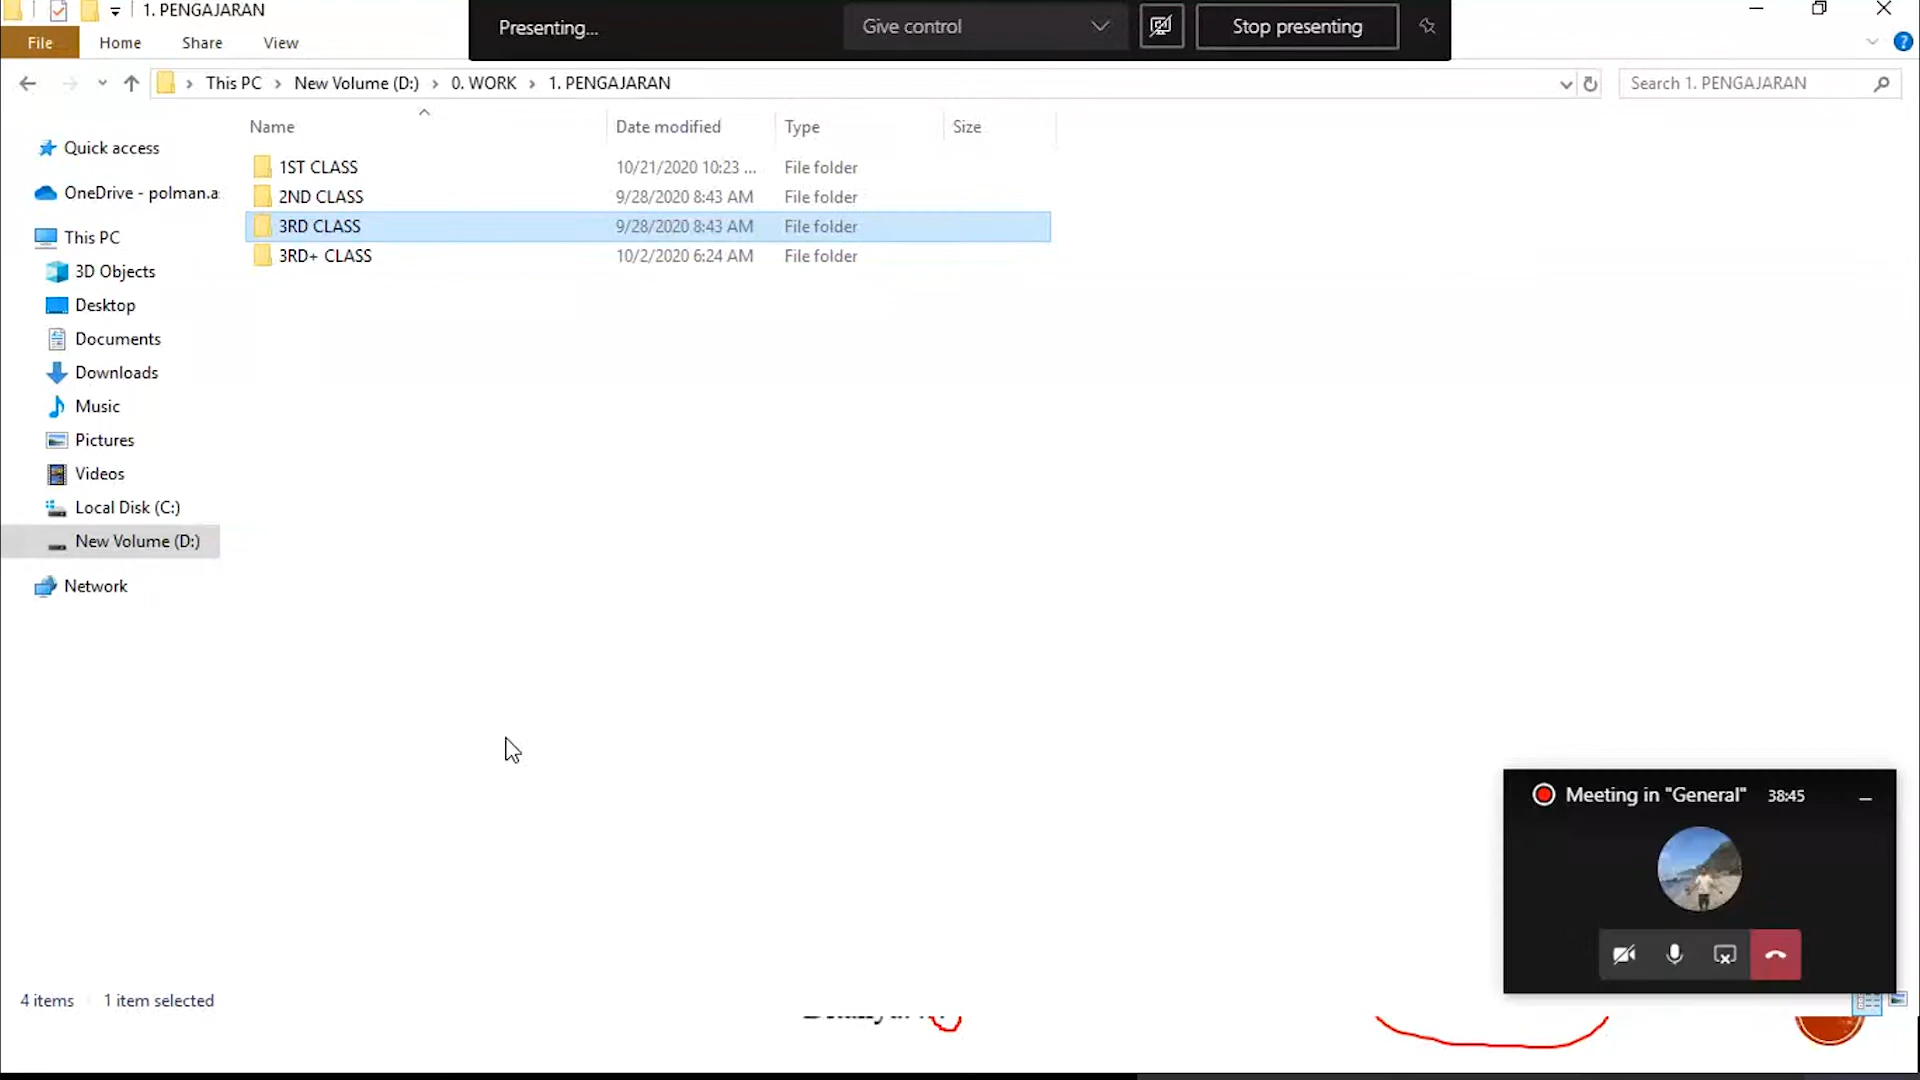 1. PENGAJARAN
Presenting...
Give control
Stop presenting
File
Home
Share
View
This PC
New Volume (D:)
0. WORK
1. PENGAJARAN
Search 1. PENGAJARAN
Name
Date modified
Type
Size
1ST CLASS 10/21/2020 10:23 ... File folder
2ND CLASS 9/28/2020 8:43 AM File folder
3RD CLASS 9/28/2020 8:43 AM File folder
3RD+ CLASS 10/2/2020 6:24 AM File folder
Quick access
OneDrive - polman.a
This PC
3D Objects
Desktop
Documents
Downloads
Music
Pictures
Videos
Local Disk (C:)
New Volume (D:)
Network
Meeting in "General" 38:45
4 items
1 item selected